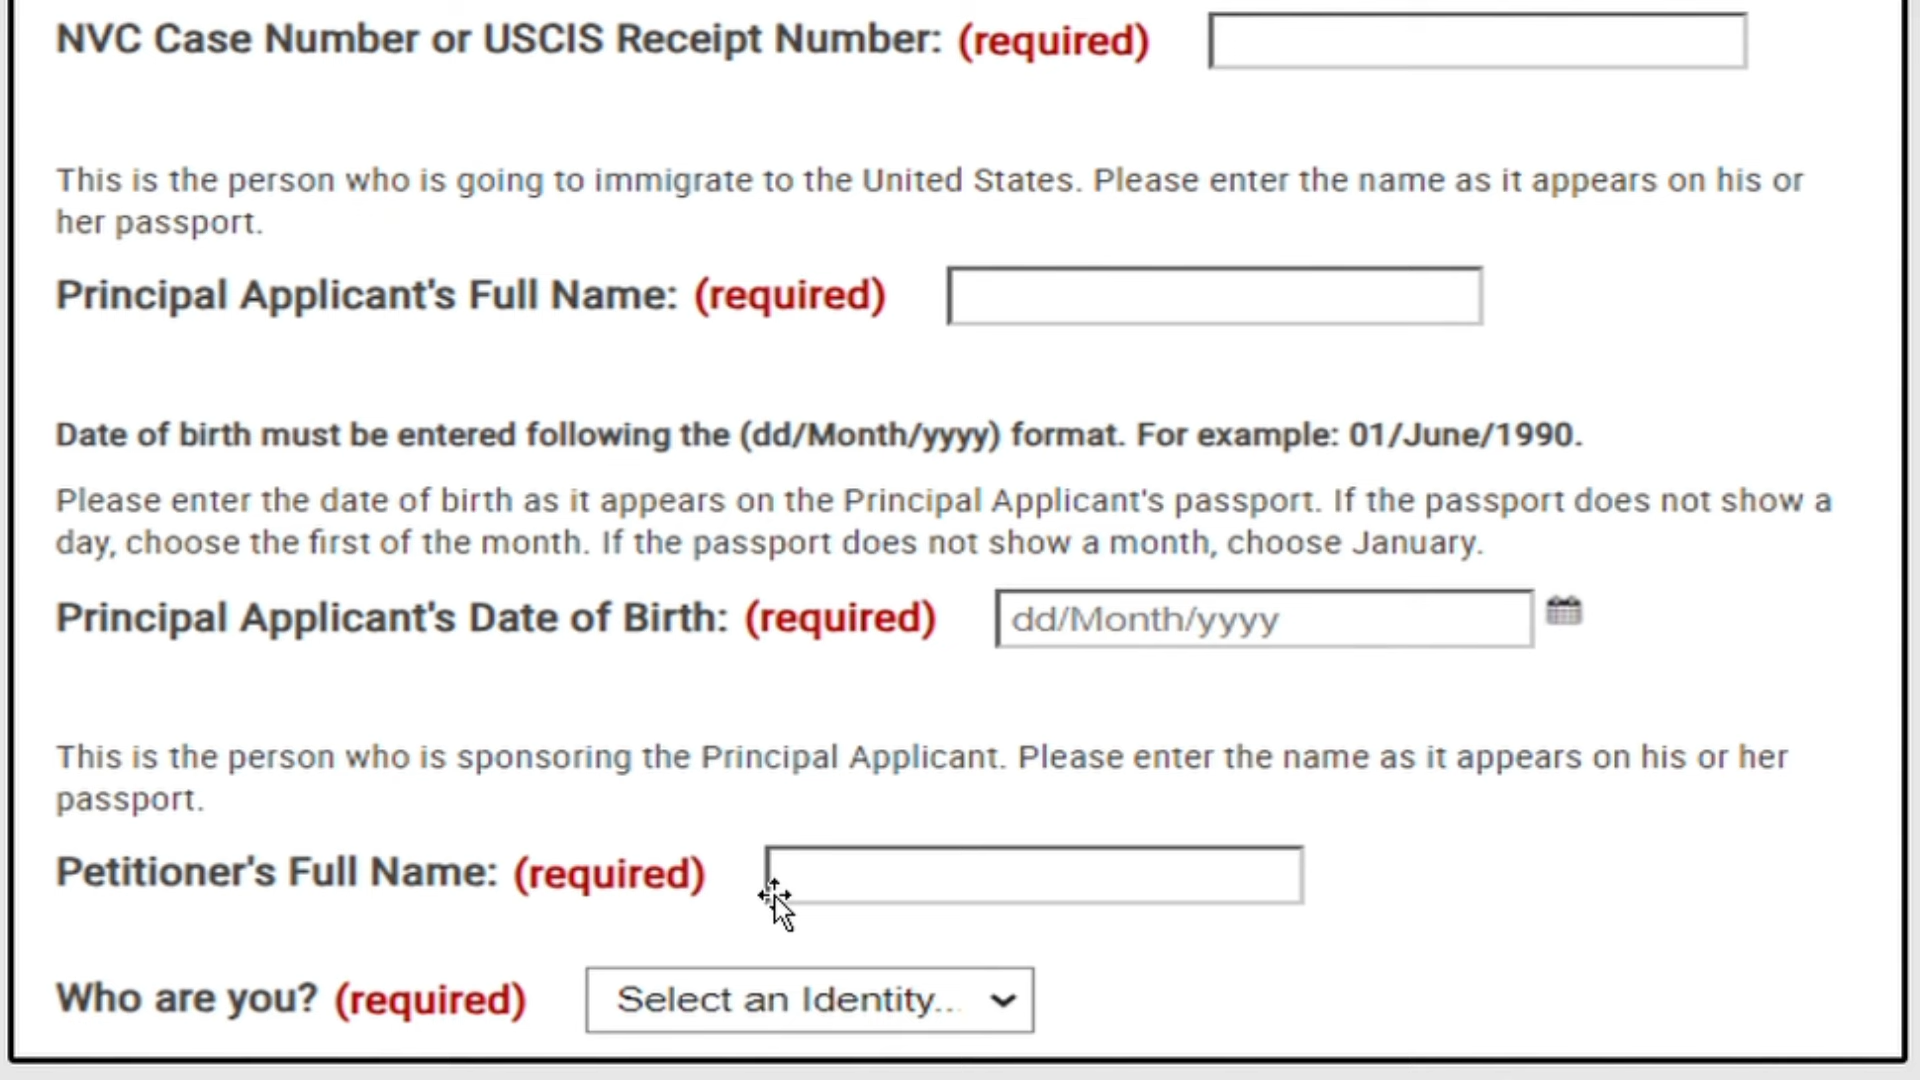 NVC Case Number or USCIS Receipt Number: (required)
This is the person who is going to immigrate to the United States. Please enter the name as it appears on his or
her passport.
Principal Applicant's Full Name: (required)
Date of birth must be entered following the (dd/Month/yyyy) format. For example: 01/June/1990.
Please enter the date of birth as it appears on the Principal Applicant's passport. If the passport does not show a
day, choose the first of the month. If the passport does not show a month, choose January.
Principal Applicant's Date of Birth: (required) dd/Month/yyyy
This is the person who is sponsoring the Principal Applicant. Please enter the name as it appears on his or her
passport.
Petitioner's Full Name: (required)
Who are you? (required) Select an Identity...